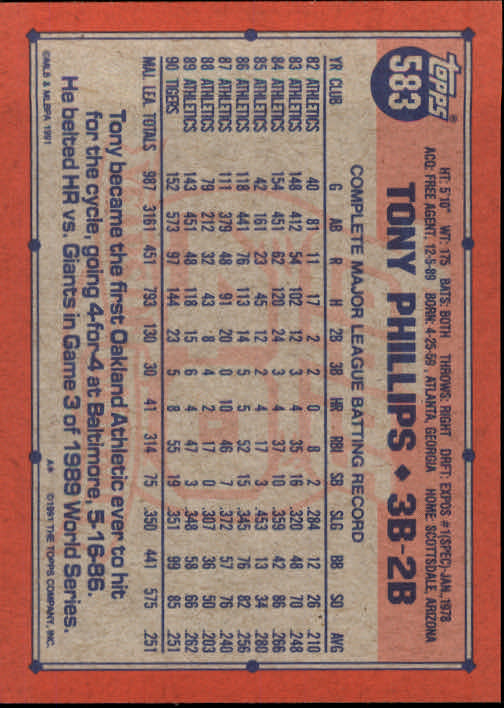 TOPPS®
583
HT: 5'10" WT: 175 BATS: BOTH THROWS: RIGHT DRFT: EXPOS #1(SPEC)-JAN., 1978
ACQ: FREE AGENT, 12-5-89 BORN: 4-25-59, ATLANTA, GEORGIA HOME: SCOTTSDALE, ARIZONA
TONY PHILLIPS ♦ 3B-2B
COMPLETE MAJOR LEAGUE BATTING RECORD
YR CLUB G AB R H 2B 3B HR RBI SB SLG BB SO AVG
82 ATHLETICS 40 81 11 17 2 2 0 8 2 .284 12 26 .210
83 ATHLETICS 148 412 54 102 12 3 4 35 16 .320 48 70 .248
84 ATHLETICS 154 451 62 120 24 3 4 37 10 .359 42 86 .266
85 ATHLETICS 42 161 23 45 12 2 4 17 3 .453 13 34 .280
86 ATHLETICS 118 441 76 113 14 5 5 52 15 .345 76 82 .256
87 ATHLETICS 111 379 48 91 20 0 10 46 7 .372 57 76 .240
88 ATHLETICS 79 212 32 43 8 4 2 17 0 .307 36 50 .203
89 ATHLETICS 143 451 48 118 15 6 4 47 3 .348 58 66 .262
90 TIGERS 152 573 97 144 23 5 8 55 19 .351 99 85 .251
MAJ. LEA. TOTALS 987 3161 451 793 130 30 41 314 75 .350 441 575 .251
Tony became the first Oakland Athletic ever to hit
for the cycle, going 4-for-4 at Baltimore, 5-16-86.
He belted HR vs. Giants in Game 3 of 1989 World Series.
©MLB & MLBPA 1991
A* ©1991 THE TOPPS COMPANY, INC.